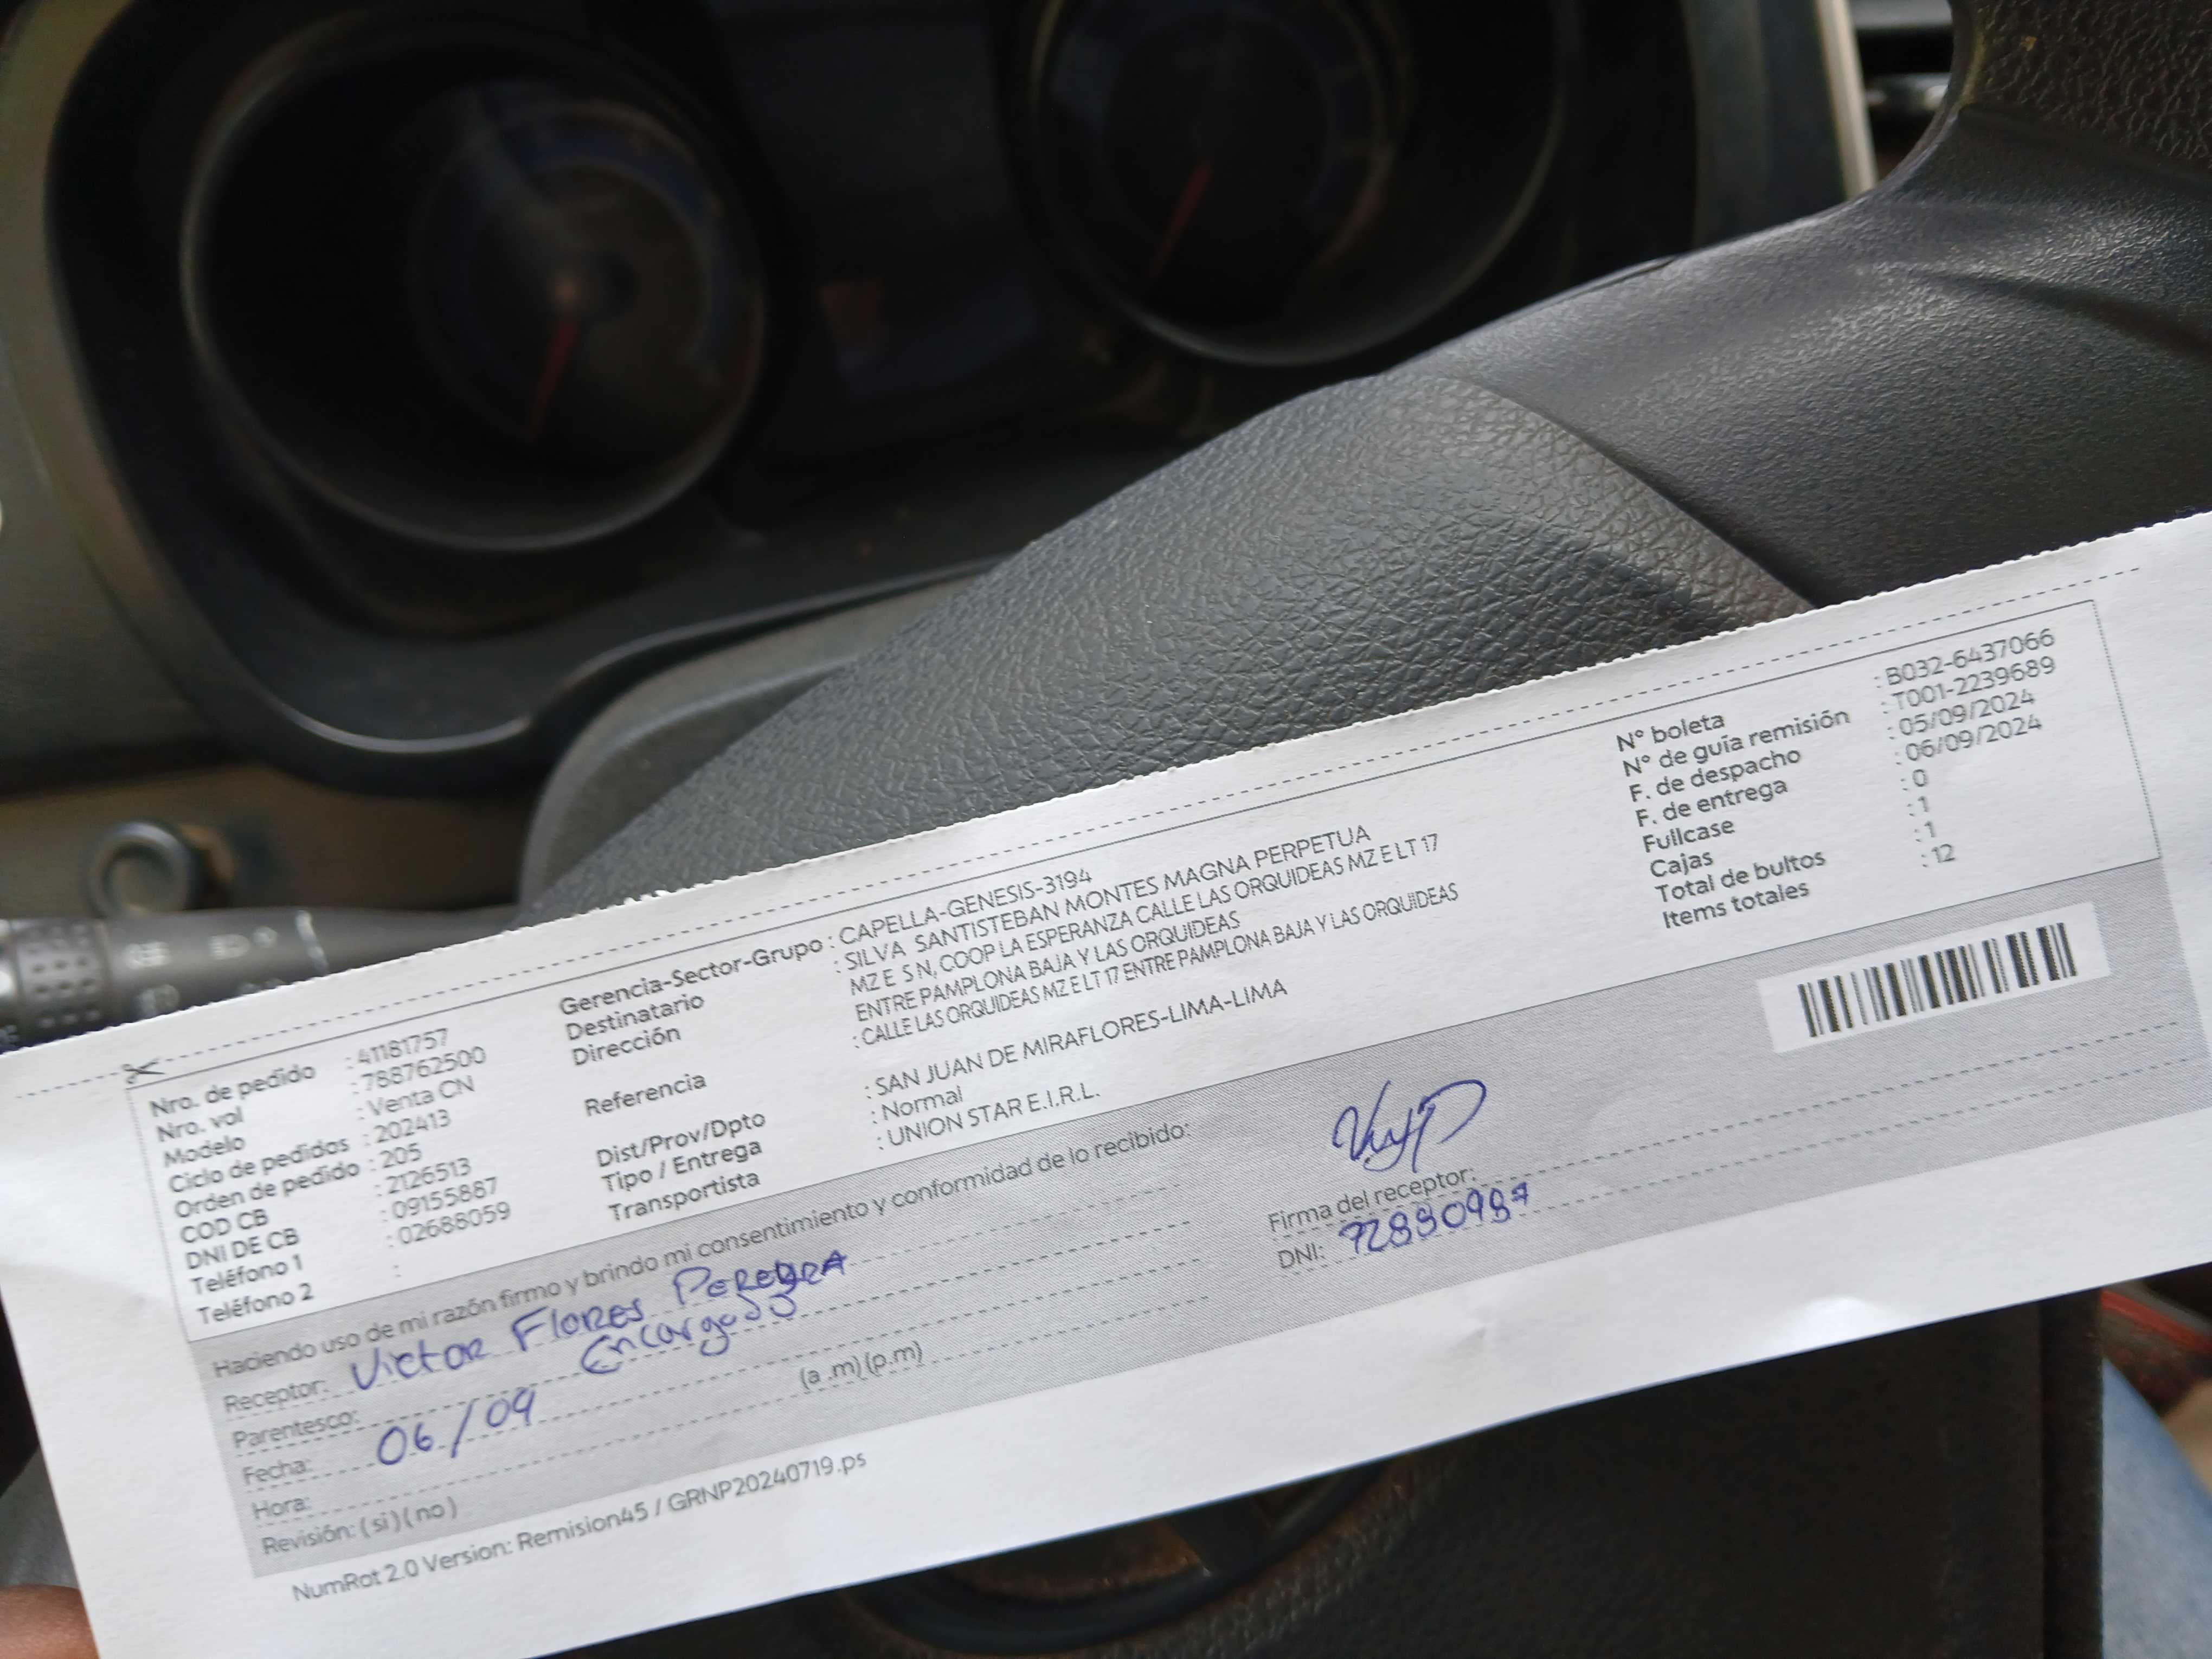 Nro. de pedido : 41181757
Nro. vol : 788762500
Modelo : Venta CN
Ciclo de pedidos : 202413
Orden de pedido : 205
COD CB : 2126513
DNI DE CB : 09155887
Teléfono 1 : 02688059
Teléfono 2 :
Gerencia-Sector-Grupo : CAPELLA-GENESIS-3194
Destinatario : SILVA SANTISTEBAN MONTES MAGNA PERPETUA
Dirección MZ E S N, COOP LA ESPERANZA CALLE LAS ORQUIDEAS MZ E LT 17
ENTRE PAMPLONA BAJA Y LAS ORQUIDEAS
Referencia : CALLE LAS ORQUIDEAS MZ E LT 17 ENTRE PAMPLONA BAJA Y LAS ORQUIDEAS
Dist/Prov/Dpto : SAN JUAN DE MIRAFLORES-LIMA-LIMA
Tipo / Entrega : Normal
Transportista : UNION STAR E.I.R.L.
N° boleta : B032-6437066
N° de guía remisión : T001-2239689
F. de despacho : 05/09/2024
F. de entrega : 06/09/2024
Fullcase : 0
Cajas : 1
Total de bultos : 1
Items totales : 12
Haciendo uso de mi razón firmo y brindo mi consentimiento y conformidad de lo recibido:
Receptor: Victor Flores
Parentesco: Encargado
Fecha: 06/09
Hora: (a .m) (p.m)
Revisión: ( si ) ( no )
Firma del receptor:
DNI:
NumRot 2.0 Version: Remision45 / GRNP20240719.ps